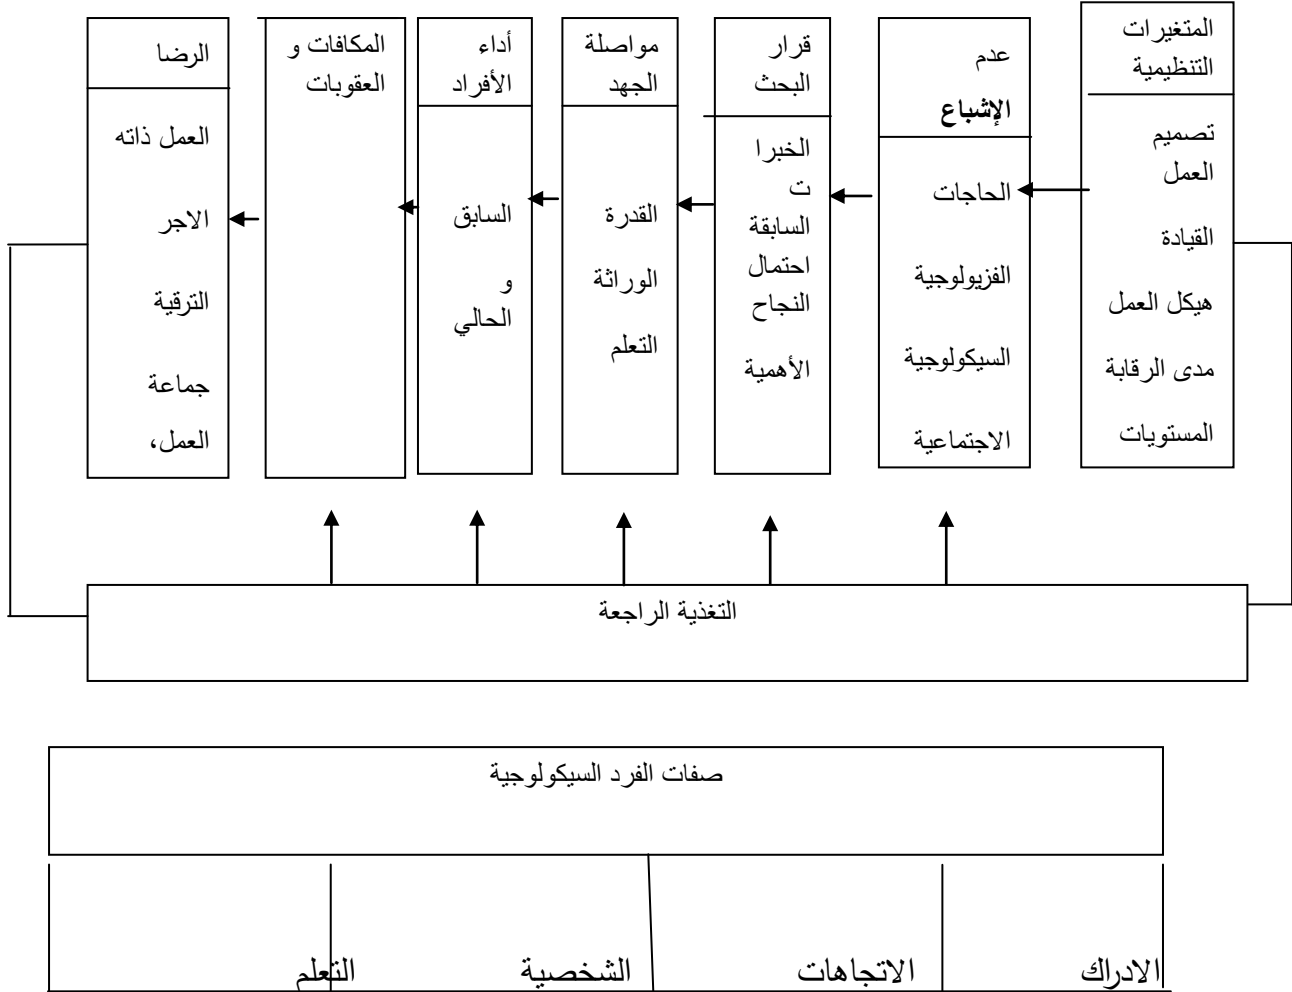 المتغيرات
التنظيمية
تصميم
العمل
القيادة
هيكل العمل
مدى الرقابة
المستويات
عدم
الإشباع
الحاجات
الفزيولوجية
السيكولوجية
الاجتماعية
قرار
البحث
الخبرا
ت
السابقة
احتمال
النجاح
الأهمية
مواصلة
الجهد
القدرة
الوراثة
التعلم
أداء
الأفراد
السابق
و
الحالي
المكافات و
العقوبات
الرضا
العمل ذاته
الاجر
الترقية
جماعة
العمل،
التغذية الراجعة
صفات الفرد السيكولوجية
الادراك الاتجاهات الشخصية التعلم